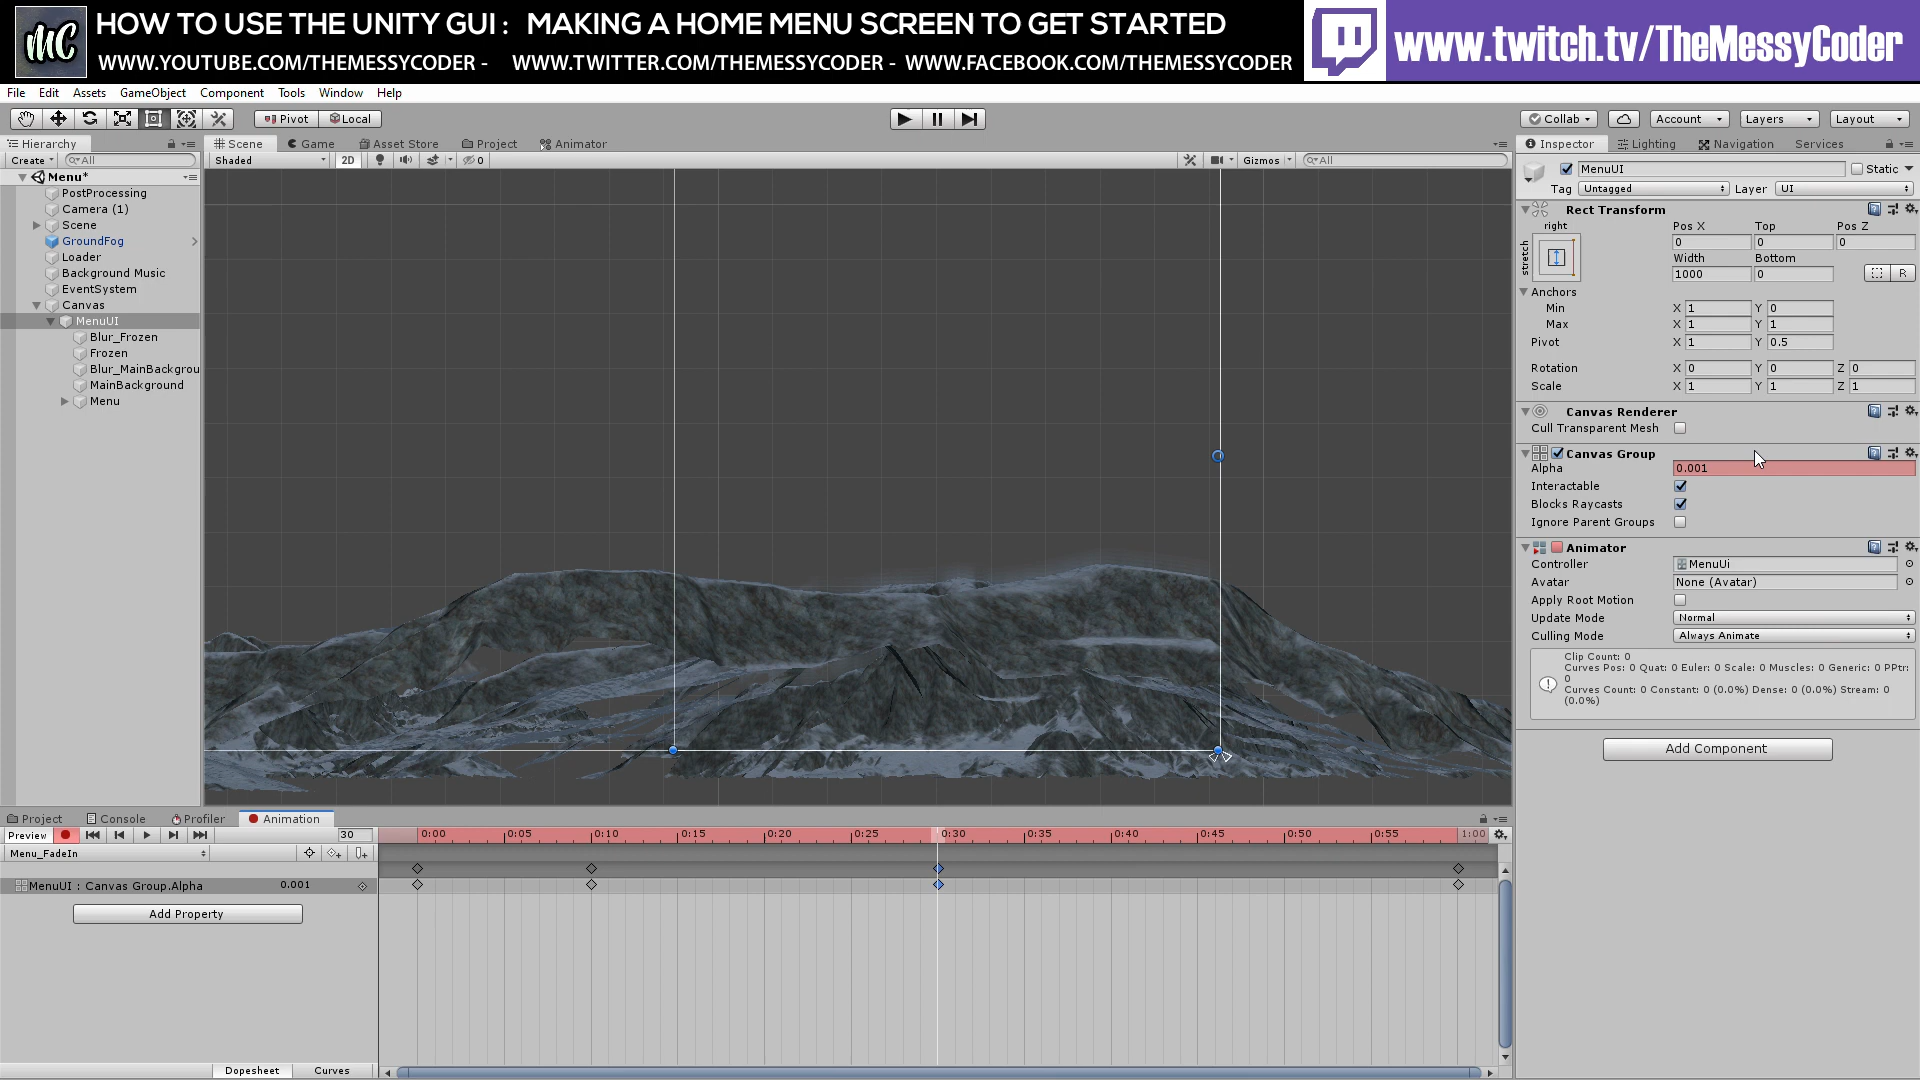 MC HOW TO USE THE UNITY GUI : MAKING A HOME MENU SCREEN TO GET STARTED
WWW.YOUTUBE.COM/THEMESSYCODER - WWW.TWITTER.COM/THEMESSYCODER - WWW.FACEBOOK.COM/THEMESSYCODER
www.twitch.tv/TheMessyCoder
File Edit Assets GameObject Component Tools Window Help
Pivot Local Collab Account Layers Layout
Hierarchy
Create All
Menu*
PostProcessing
Camera (1)
Scene
GroundFog
Loader
Background Music
EventSystem
Canvas
MenuUI
Blur_Frozen
Frozen
Blur_MainBackgrou
MainBackground
Menu
Scene Game Asset Store Project Animator
Shaded 2D 0 Gizmos All
Inspector Lighting Navigation Services
MenuUI Static
Tag Untagged Layer UI
Rect Transform
right
stretch
Pos X Top Pos Z
0 0 0
Width Bottom
1000 0 R
Anchors
Min X 1 Y 0
Max X 1 Y 1
Pivot X 1 Y 0.5
Rotation X 0 Y 0 Z 0
Scale X 1 Y 1 Z 1
Canvas Renderer
Cull Transparent Mesh
Canvas Group
Alpha 0.001
Interactable
Blocks Raycasts
Ignore Parent Groups
Animator
Controller MenuUi
Avatar None (Avatar)
Apply Root Motion
Update Mode Normal
Culling Mode Always Animate
Clip Count: 0
Curves Pos: 0 Quat: 0 Euler: 0 Scale: 0 Muscles: 0 Generic: 0 PPtr:
0
Curves Count: 0 Constant: 0 (0.0%) Dense: 0 (0.0%) Stream: 0
(0.0%)
Add Component
Project Console Profiler Animation
Preview 30 0:00 0:05 0:10 0:15 0:20 0:25 0:30 0:35 0:40 0:45 0:50 0:55 1:00
Menu_FadeIn
MenuUI : Canvas Group.Alpha 0.001
Add Property
Dopesheet Curves